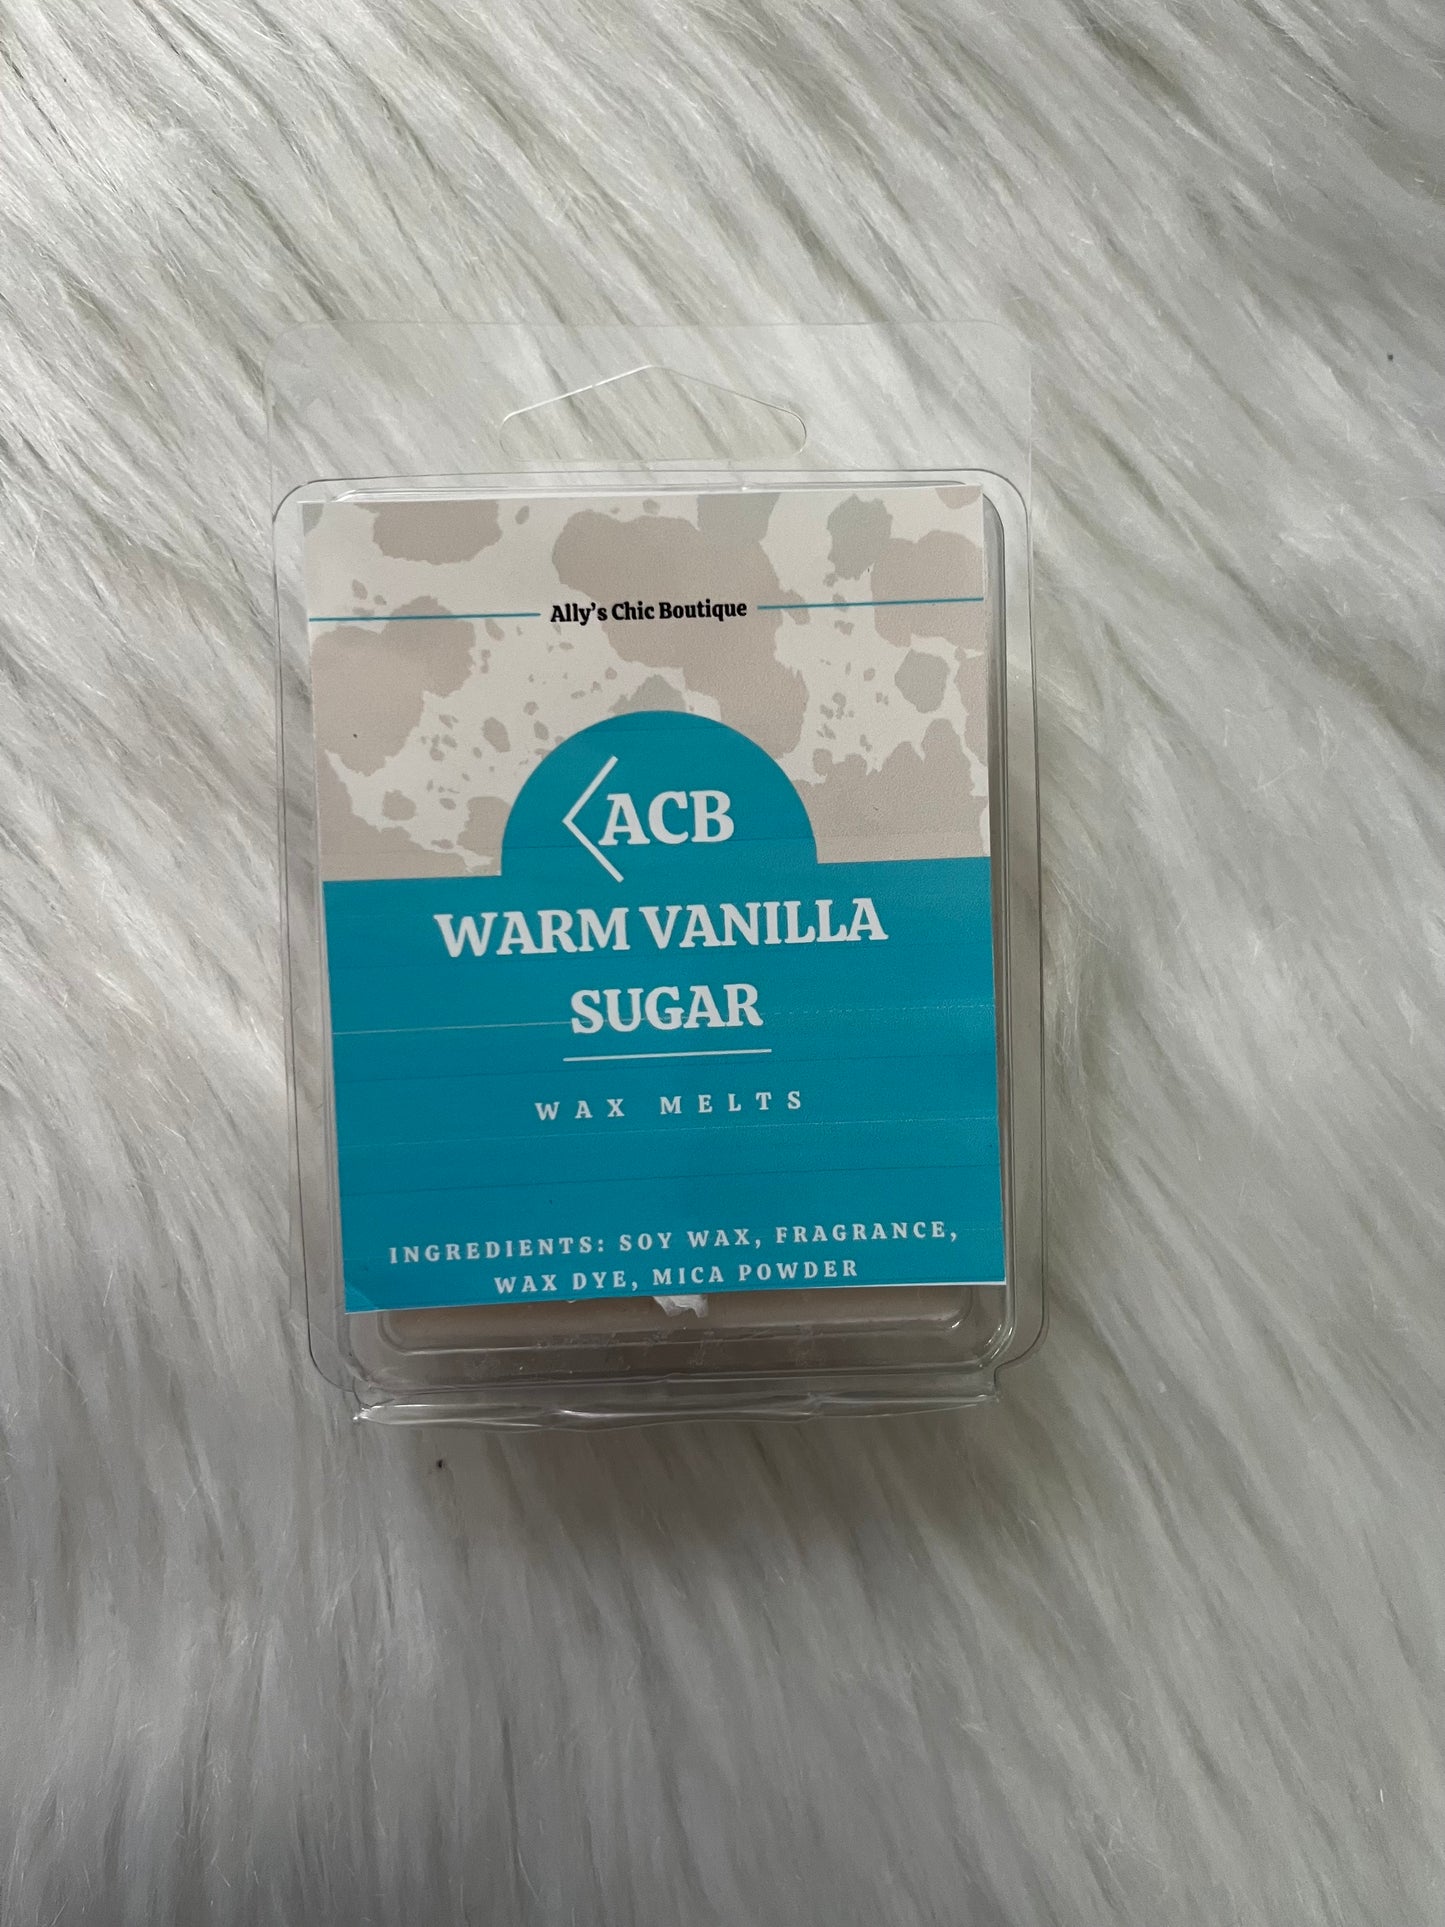 Ally's Chic Boutique
ACB
WARM VANILLA
SUGAR
WAX MELTS
INGREDIENTS: SOY WAX, FRAGRANCE,
WAX DYE, MICA POWDER